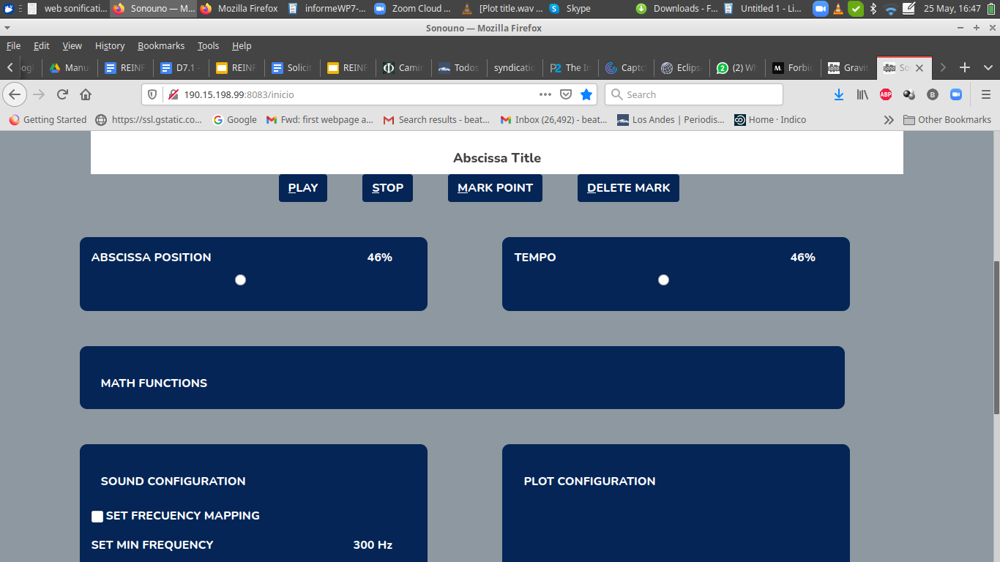 web sonificati...
Sonouno — M...
Mozilla Firefox
informeWP7-...
Zoom Cloud ...
[Plot title.wav ...
Skype
Downloads - F...
Untitled 1 - Li...
25 May, 16:47
Sonouno — Mozilla Firefox
File Edit View History Bookmarks Tools Help
Manu
REINF
D7.1 -
REINF
Solicit
REINF
Camin
Todos
syndicatio
P2 The Ir
Captc
Eclips
(2) Wh
M. Forbid
Gravit
So
190.15.198.99:8083/inicio
Search
ABP
B
Getting Started
https://ssl.gstatic.co...
Google
Fwd: first webpage a...
Search results - beat...
Inbox (26,492) - beat...
Los Andes | Periodis...
Home · Indico
Other Bookmarks
Abscissa Title
PLAY
STOP
MARK POINT
DELETE MARK
ABSCISSA POSITION 46%
TEMPO 46%
MATH FUNCTIONS
SOUND CONFIGURATION
PLOT CONFIGURATION
SET FRECUENCY MAPPING
SET MIN FREQUENCY 300 Hz